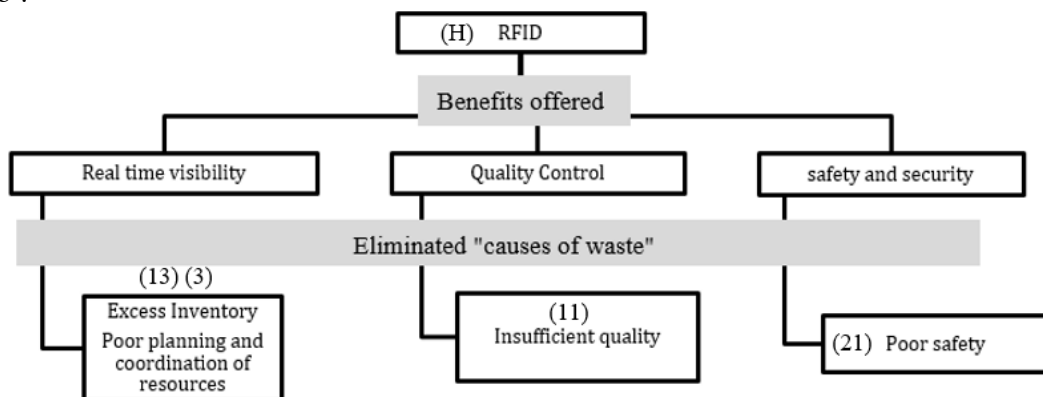 (H) RFID
Benefits offered
Real time visibility
Quality Control
safety and security
Eliminated "causes of waste"
(13) (3)
Excess Inventory
Poor planning and
coordination of
resources
(11)
Insufficient quality
(21) Poor safety